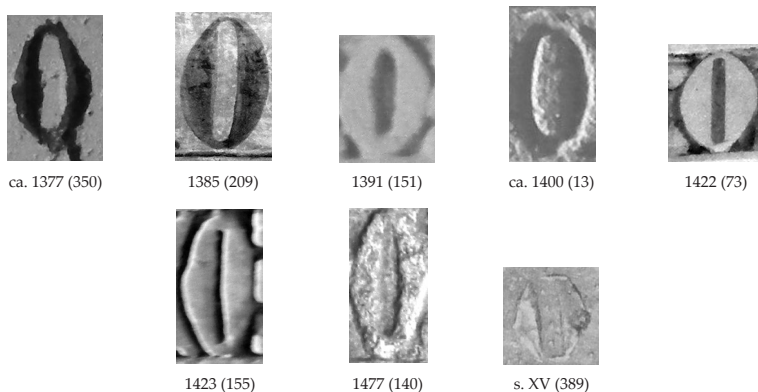 O O O O O
ca. 1377 (350) 1385 (209) 1391 (151) ca. 1400 (13) 1422 (73)
O O O
1423 (155) 1477 (140) s. XV (389)